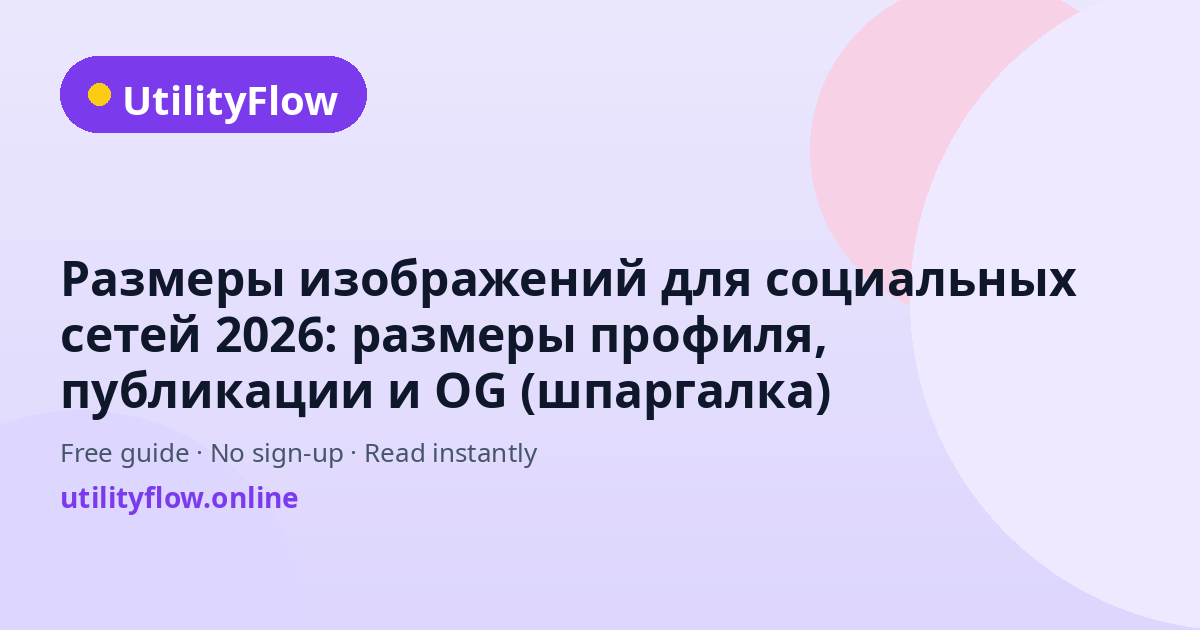 UtilityFlow
Размеры изображений для социальных
сетей 2026: размеры профиля,
публикации и OG (шпаргалка)
Free guide · No sign-up · Read instantly
utilityflow.online